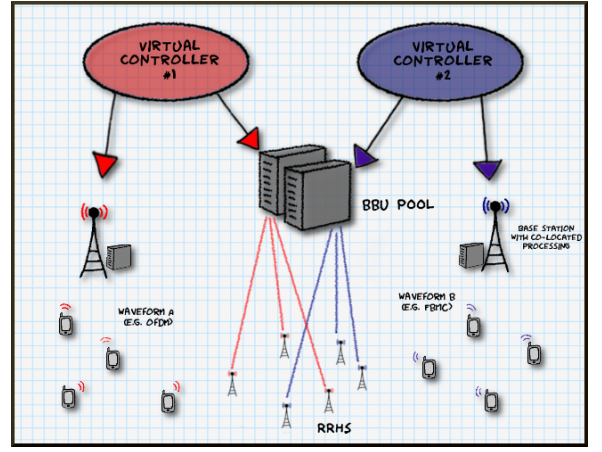 VIRTUAL
CONTROLLER
#1
VIRTUAL
CONTROLLER
#2
BBU POOL
BASE STATION
WITH CO-LOCATED
PROCESSING
WAVEFORM A
(E.G. OFDM)
WAVEFORM B
(E.G. FBMC)
RRHS